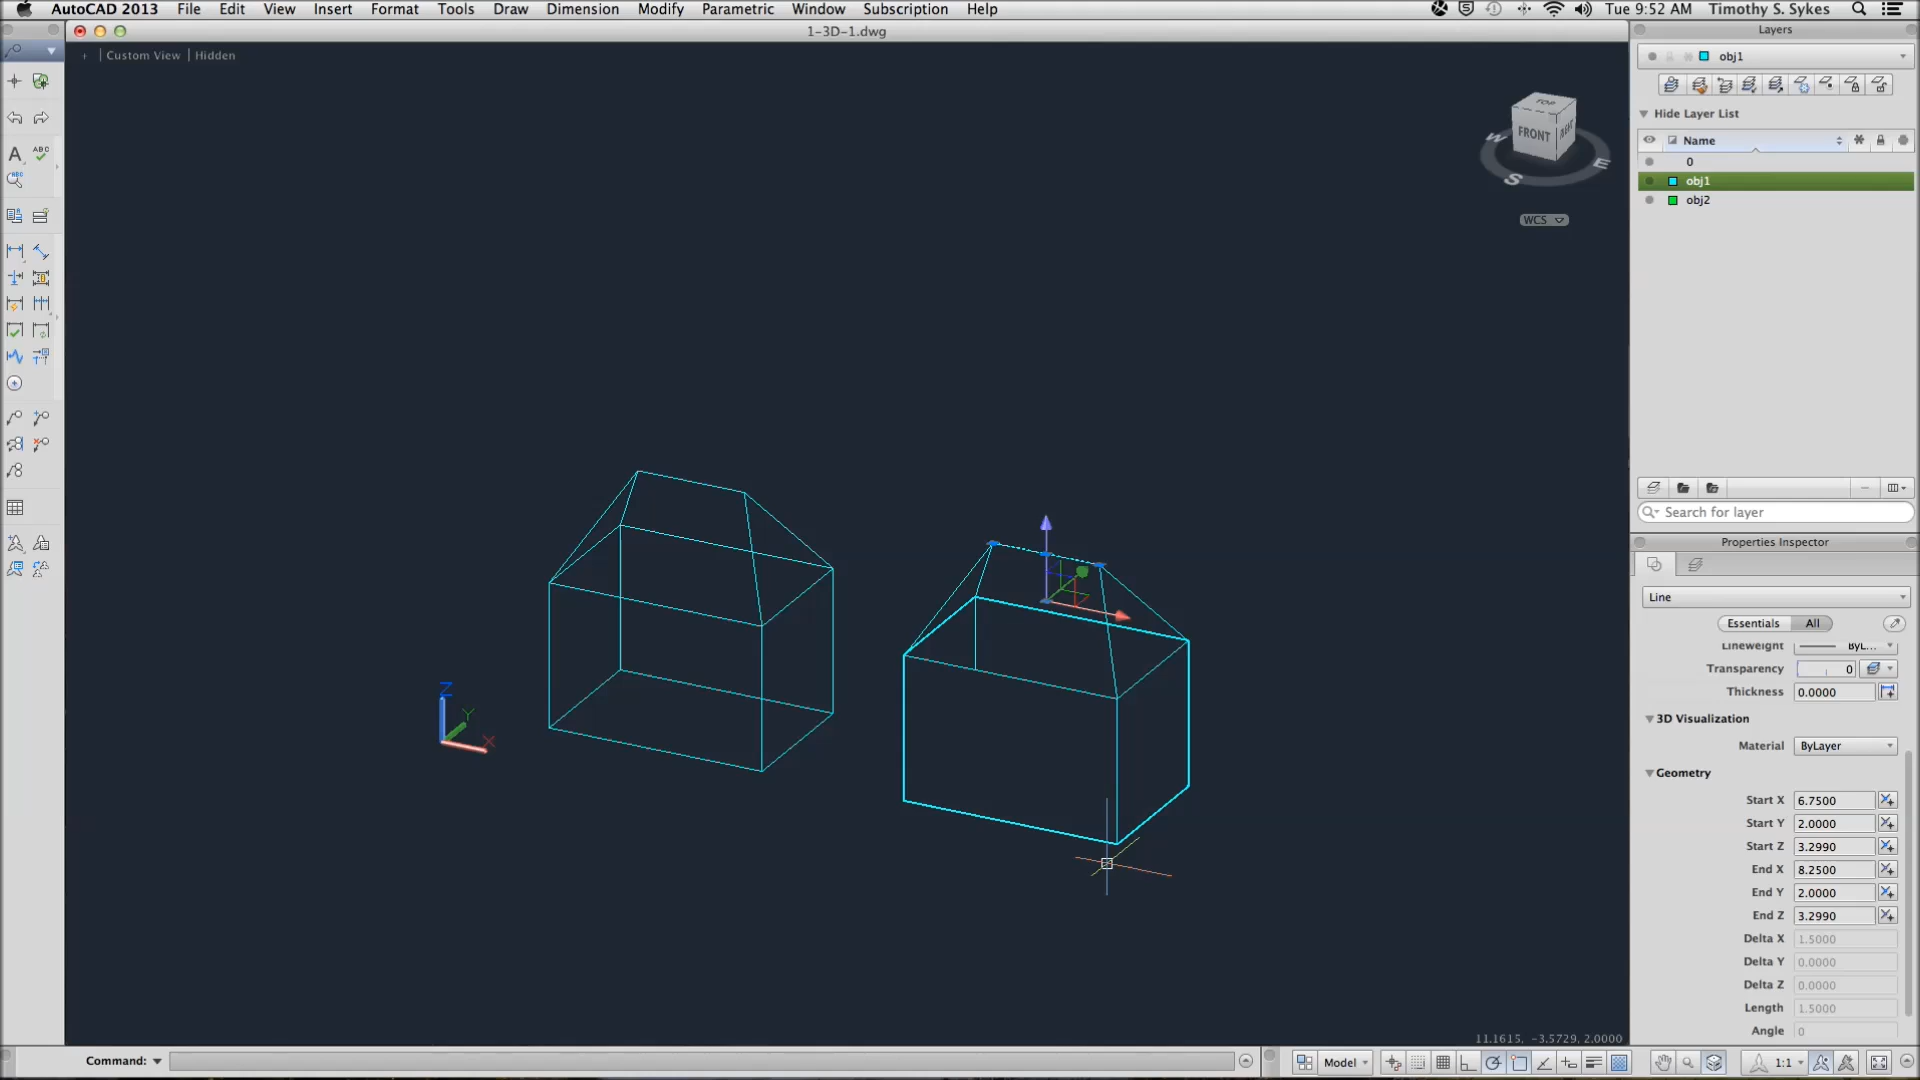 AutoCAD 2013 File Edit View Insert Format Tools Draw Dimension Modify Parametric Window Subscription Help Tue 9:52 AM Timothy S. Sykes
1-3D-1.dwg
Layers
+ | Custom View | Hidden
obj1
TOP
FRONT
RIGHT
W
E
S
WCS
Hide Layer List
Name
0
obj1
obj2
A
ABC
ABC
Search for layer
Properties Inspector
Line
Essentials All
Lineweight ByL...
Transparency 0
Thickness 0.0000
3D Visualization
Material ByLayer
Geometry
Start X 6.7500
Start Y 2.0000
Start Z 3.2990
End X 8.2500
End Y 2.0000
End Z 3.2990
Delta X 1.5000
Delta Y 0.0000
Delta Z 0.0000
Length 1.5000
Angle 0
Z
Y
X
11.1615, -3.5729, 2.0000
Command:
Model
1:1